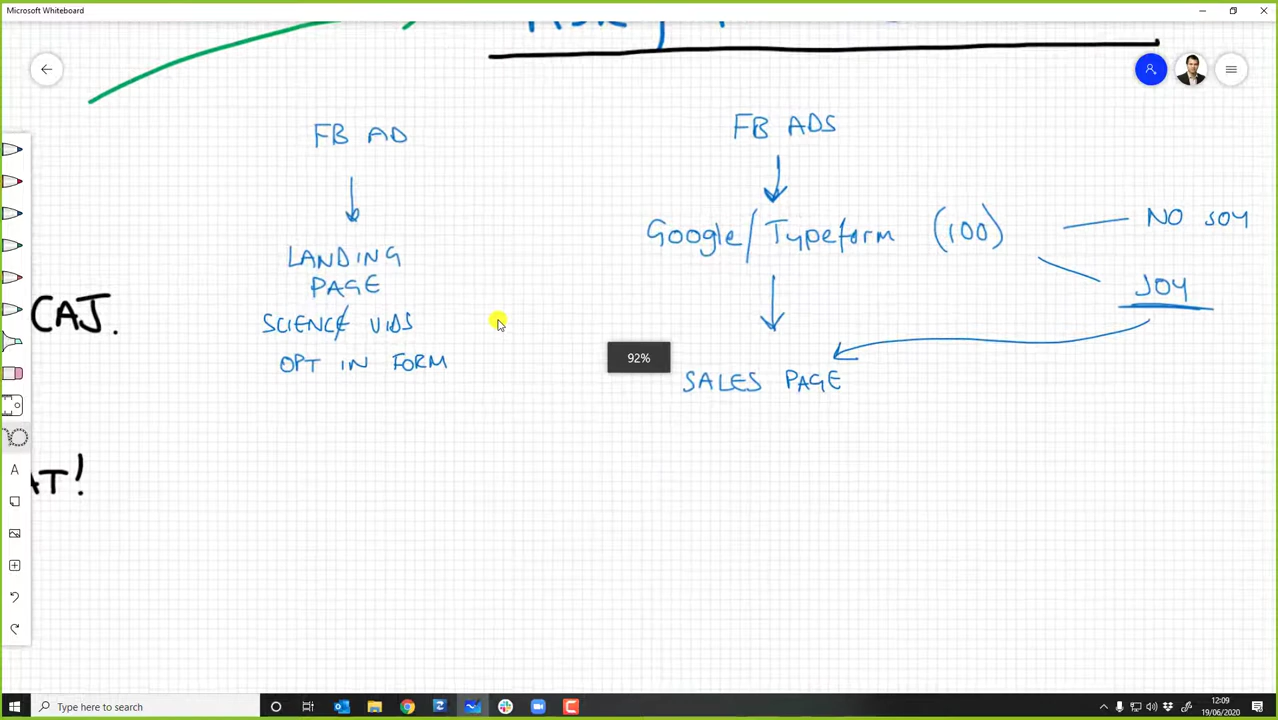 Microsoft Whiteboard
FB AD
LANDING
PAGE
SCIENCE VIDS
OPT IN FORM
FB ADS
Google/Typeform (100)
NO JOY
JOY
SALES PAGE
CAJ.
AT!
92%
A
Type here to search
12:09
19/06/2020